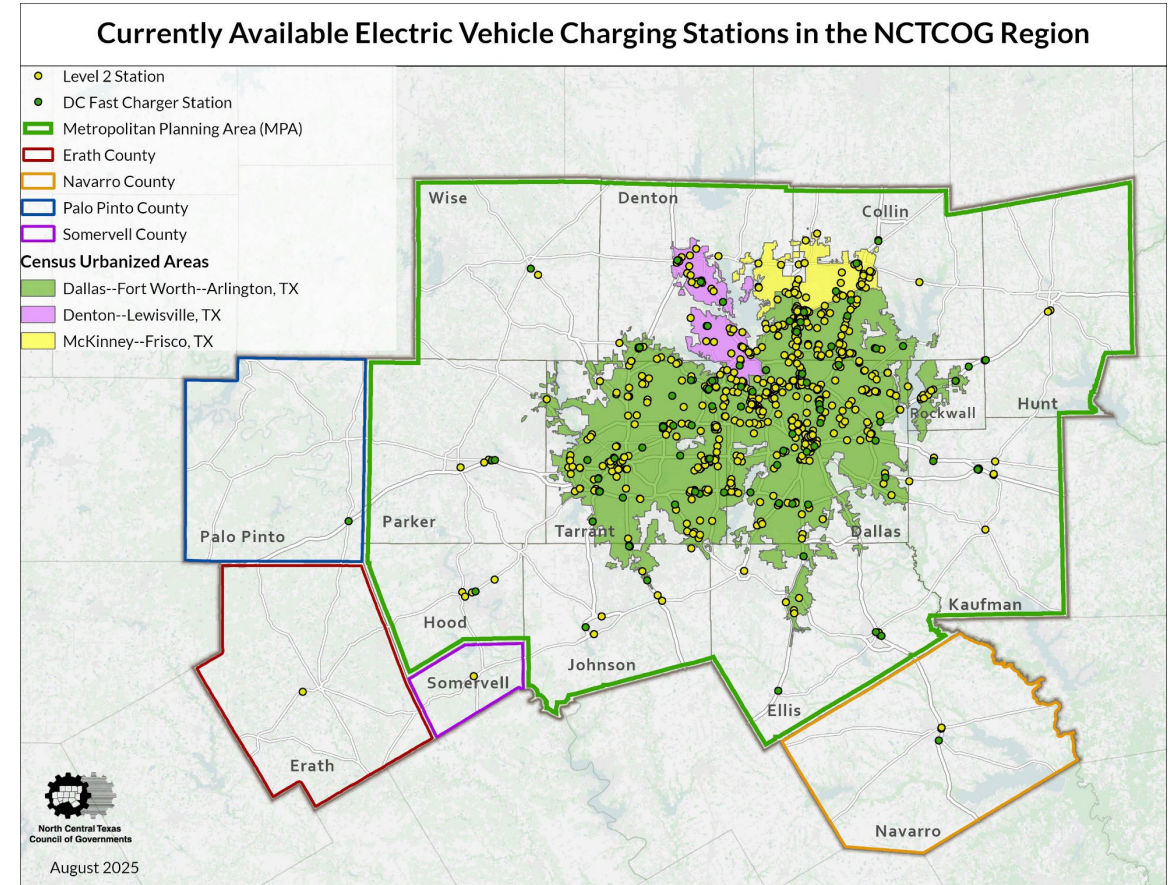 Currently Available Electric Vehicle Charging Stations in the NCTCOG Region
Level 2 Station
DC Fast Charger Station
Metropolitan Planning Area (MPA)
Erath County
Navarro County
Palo Pinto County
Somervell County
Census Urbanized Areas
Dallas--Fort Worth--Arlington, TX
Denton--Lewisville, TX
McKinney--Frisco, TX
Wise
Denton
Collin
Hunt
Rockwall
Palo Pinto
Parker
Tarrant
Dallas
Kaufman
Hood
Johnson
Somervell
Ellis
Erath
Navarro
North Central Texas
Council of Governments
August 2025